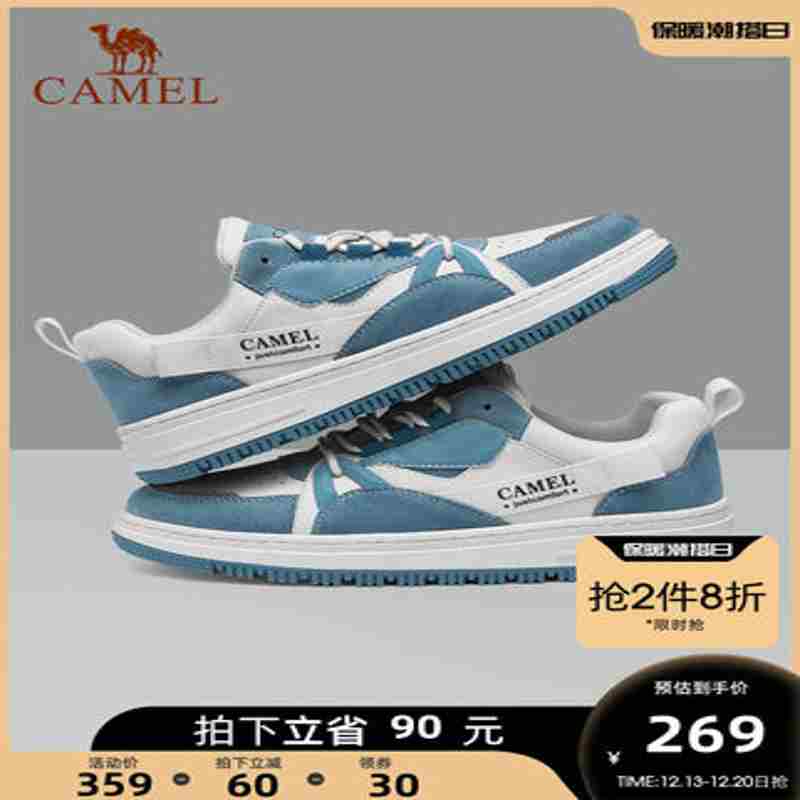 保暖潮搭日
CAMEL
CAMEL
• justcomfort •
CAMEL
• justcomfort •
保暖潮搭日
抢2件8折
*限时抢
预估到手价
¥ 269
TIME:12.13-12.20日抢
拍下立省 90 元
活动价 拍下立减 领券
359 - 60 - 30